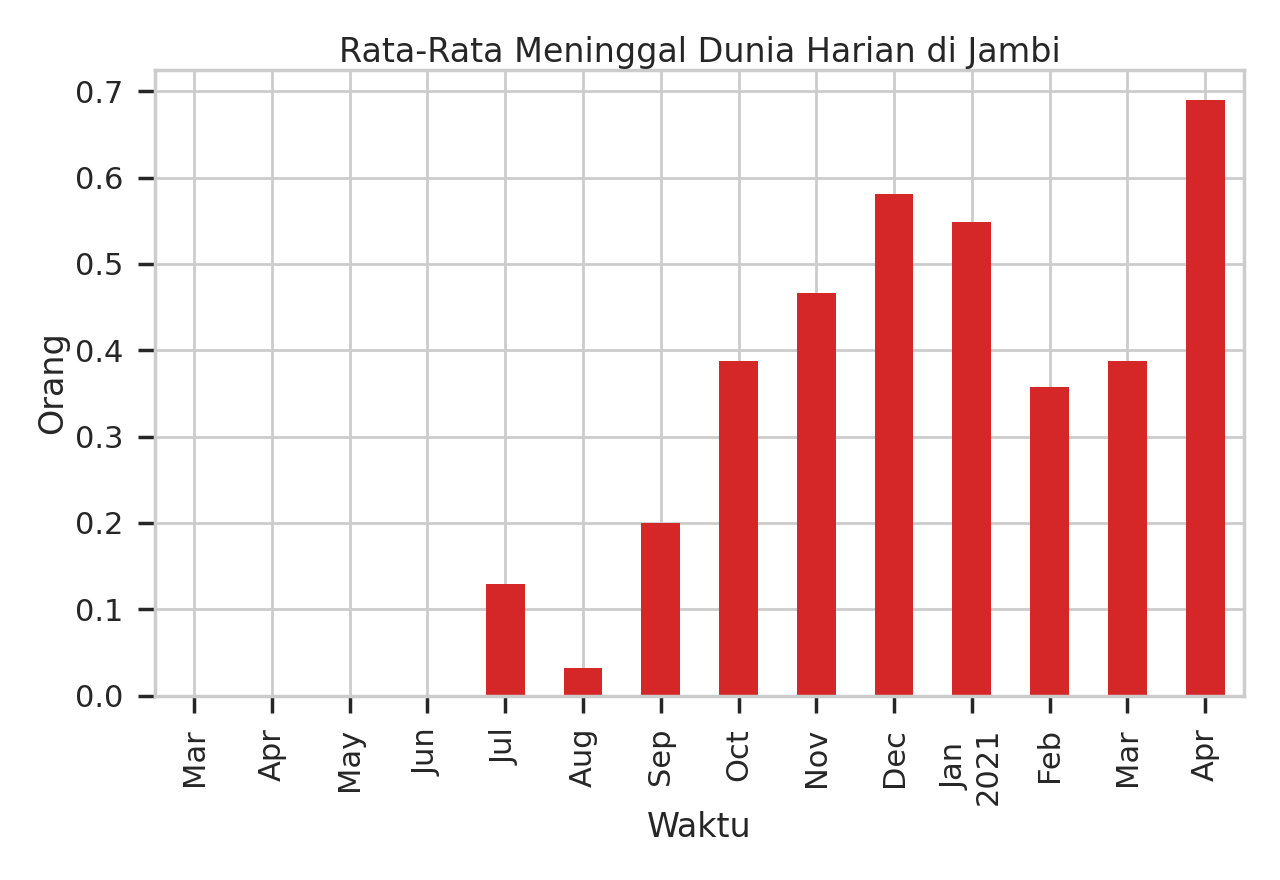 Rata-Rata Meninggal Dunia Harian di Jambi
0.7
0.6
0.5
0.4
0.3
0.2
0.1
0.0
Orang
Mar
Apr
May
Jun
Jul
Aug
Sep
Oct
Nov
Dec
Jan
2021
Feb
Mar
Apr
Waktu